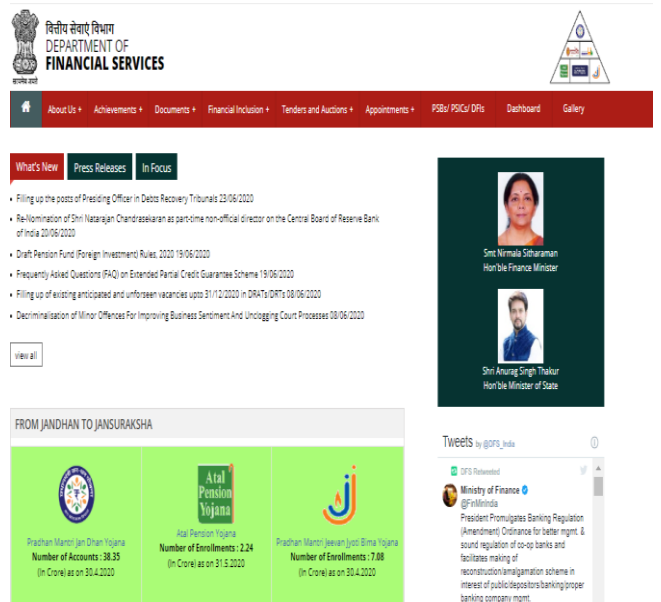 वित्तीय सेवाएं विभाग
DEPARTMENT OF
FINANCIAL SERVICES
सत्यमेव जयते
About Us + Achievements + Documents + Financial Inclusion + Tenders and Auctions + Appointments + PSBs/ PSICs/ DFIs Dashboard Gallery
What's New Press Releases In Focus
Filling up the posts of Presiding Officer in Debts Recovery Tribunals 23/06/2020
Re-Nomination of Shri Natarajan Chandrasekaran as part-time non-official director on the Central Board of Reserve Bank
of India 20/06/2020
Draft Pension Fund (Foreign Investment) Rules, 2020 19/06/2020
Frequently Asked Questions (FAQ) on Extended Partial Credit Guarantee Scheme 19/06/2020
Filling up of existing anticipated and unforseen vacancies upto 31/12/2020 in DRATs/DRTs 08/06/2020
Decriminalisation of Minor Offences For Improving Business Sentiment And Unclogging Court Processes 08/06/2020
view all
Smt Nirmala Sitharaman
Hon'ble Finance Minister
Shri Anurag Singh Thakur
Hon'ble Minister of State
FROM JANDHAN TO JANSURAKSHA
Pradhan Mantri Jan Dhan Yojana
Number of Accounts : 38.35
(In Crore) as on 30.4.2020
Atal
Pension
Yojana
Atal Pension Yojana
Number of Enrollments : 2.24
(In Crore) as on 31.5.2020
Pradhan Mantri Jeevan Jyoti Bima Yojana
Number of Enrollments : 7.08
(In Crore) as on 30.4.2020
Tweets by @DFS_India
DFS Retweeted
Ministry of Finance
@FinMinIndia
President Promulgates Banking Regulation
(Amendment) Ordinance for better mgmt. &
sound regulation of co-op banks and
facilitates making of
reconstruction/amalgamation scheme in
interest of public/depositors/banking/proper
banking company mgmt.